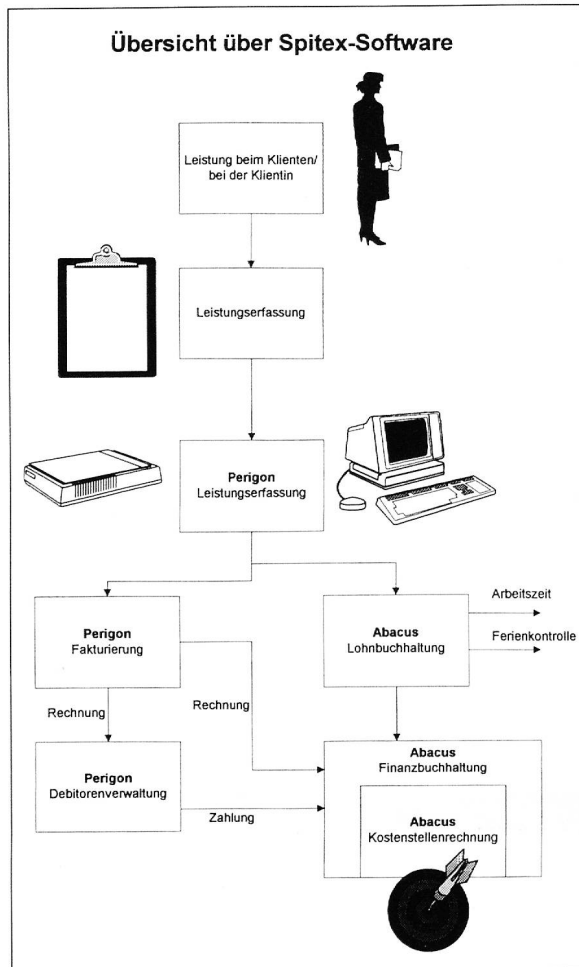 Übersicht über Spitex-Software
Leistung beim Klienten/
bei der Klientin
Leistungserfassung
Perigon
Leistungserfassung
Perigon
Fakturierung
Abacus
Lohnbuchhaltung
Arbeitszeit
Ferienkontrolle
Rechnung
Rechnung
Perigon
Debitorenverwaltung
Zahlung
Abacus
Finanzbuchhaltung
Abacus
Kostenstellenrechnung